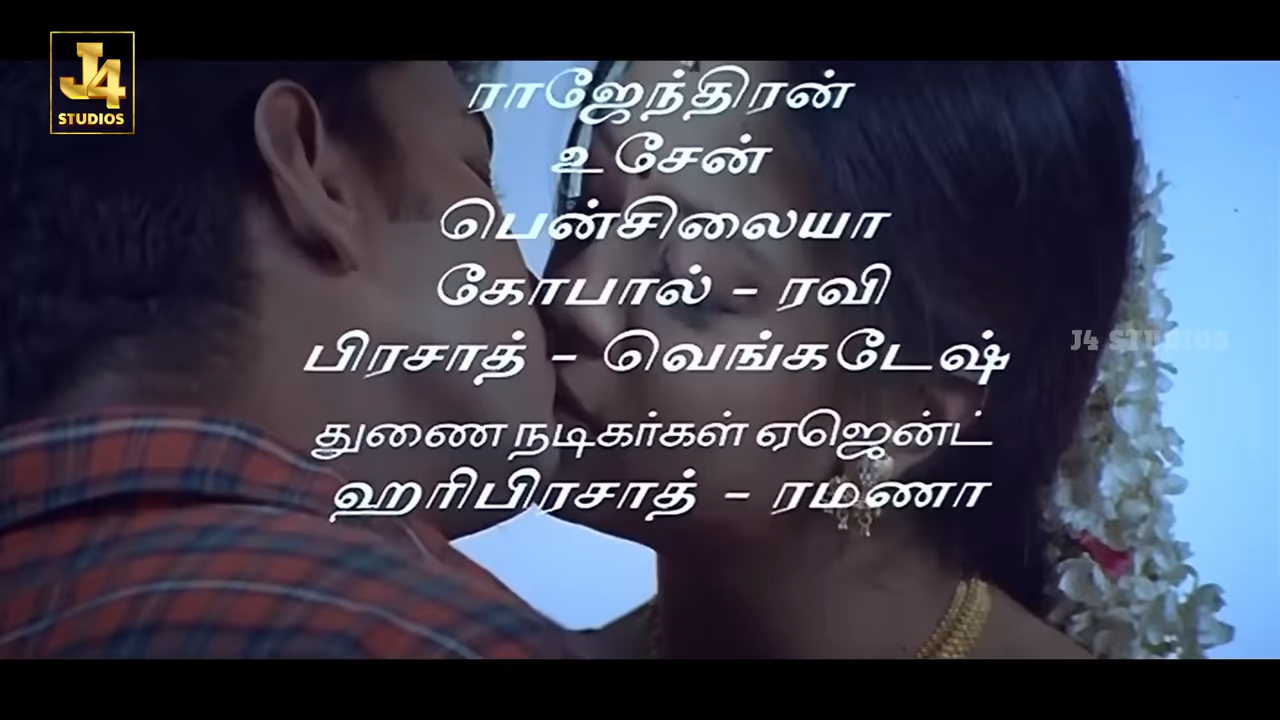 J4
STUDIOS
ராஜேந்திரன்
உசேன்
பென்சிலையா
கோபால் - ரவி
பிரசாத் - வெங்கடேஷ்
J4 STUDIOS
துணை நடிகர்கள் ஏஜென்ட்
ஹரிபிரசாத் - ரமணா